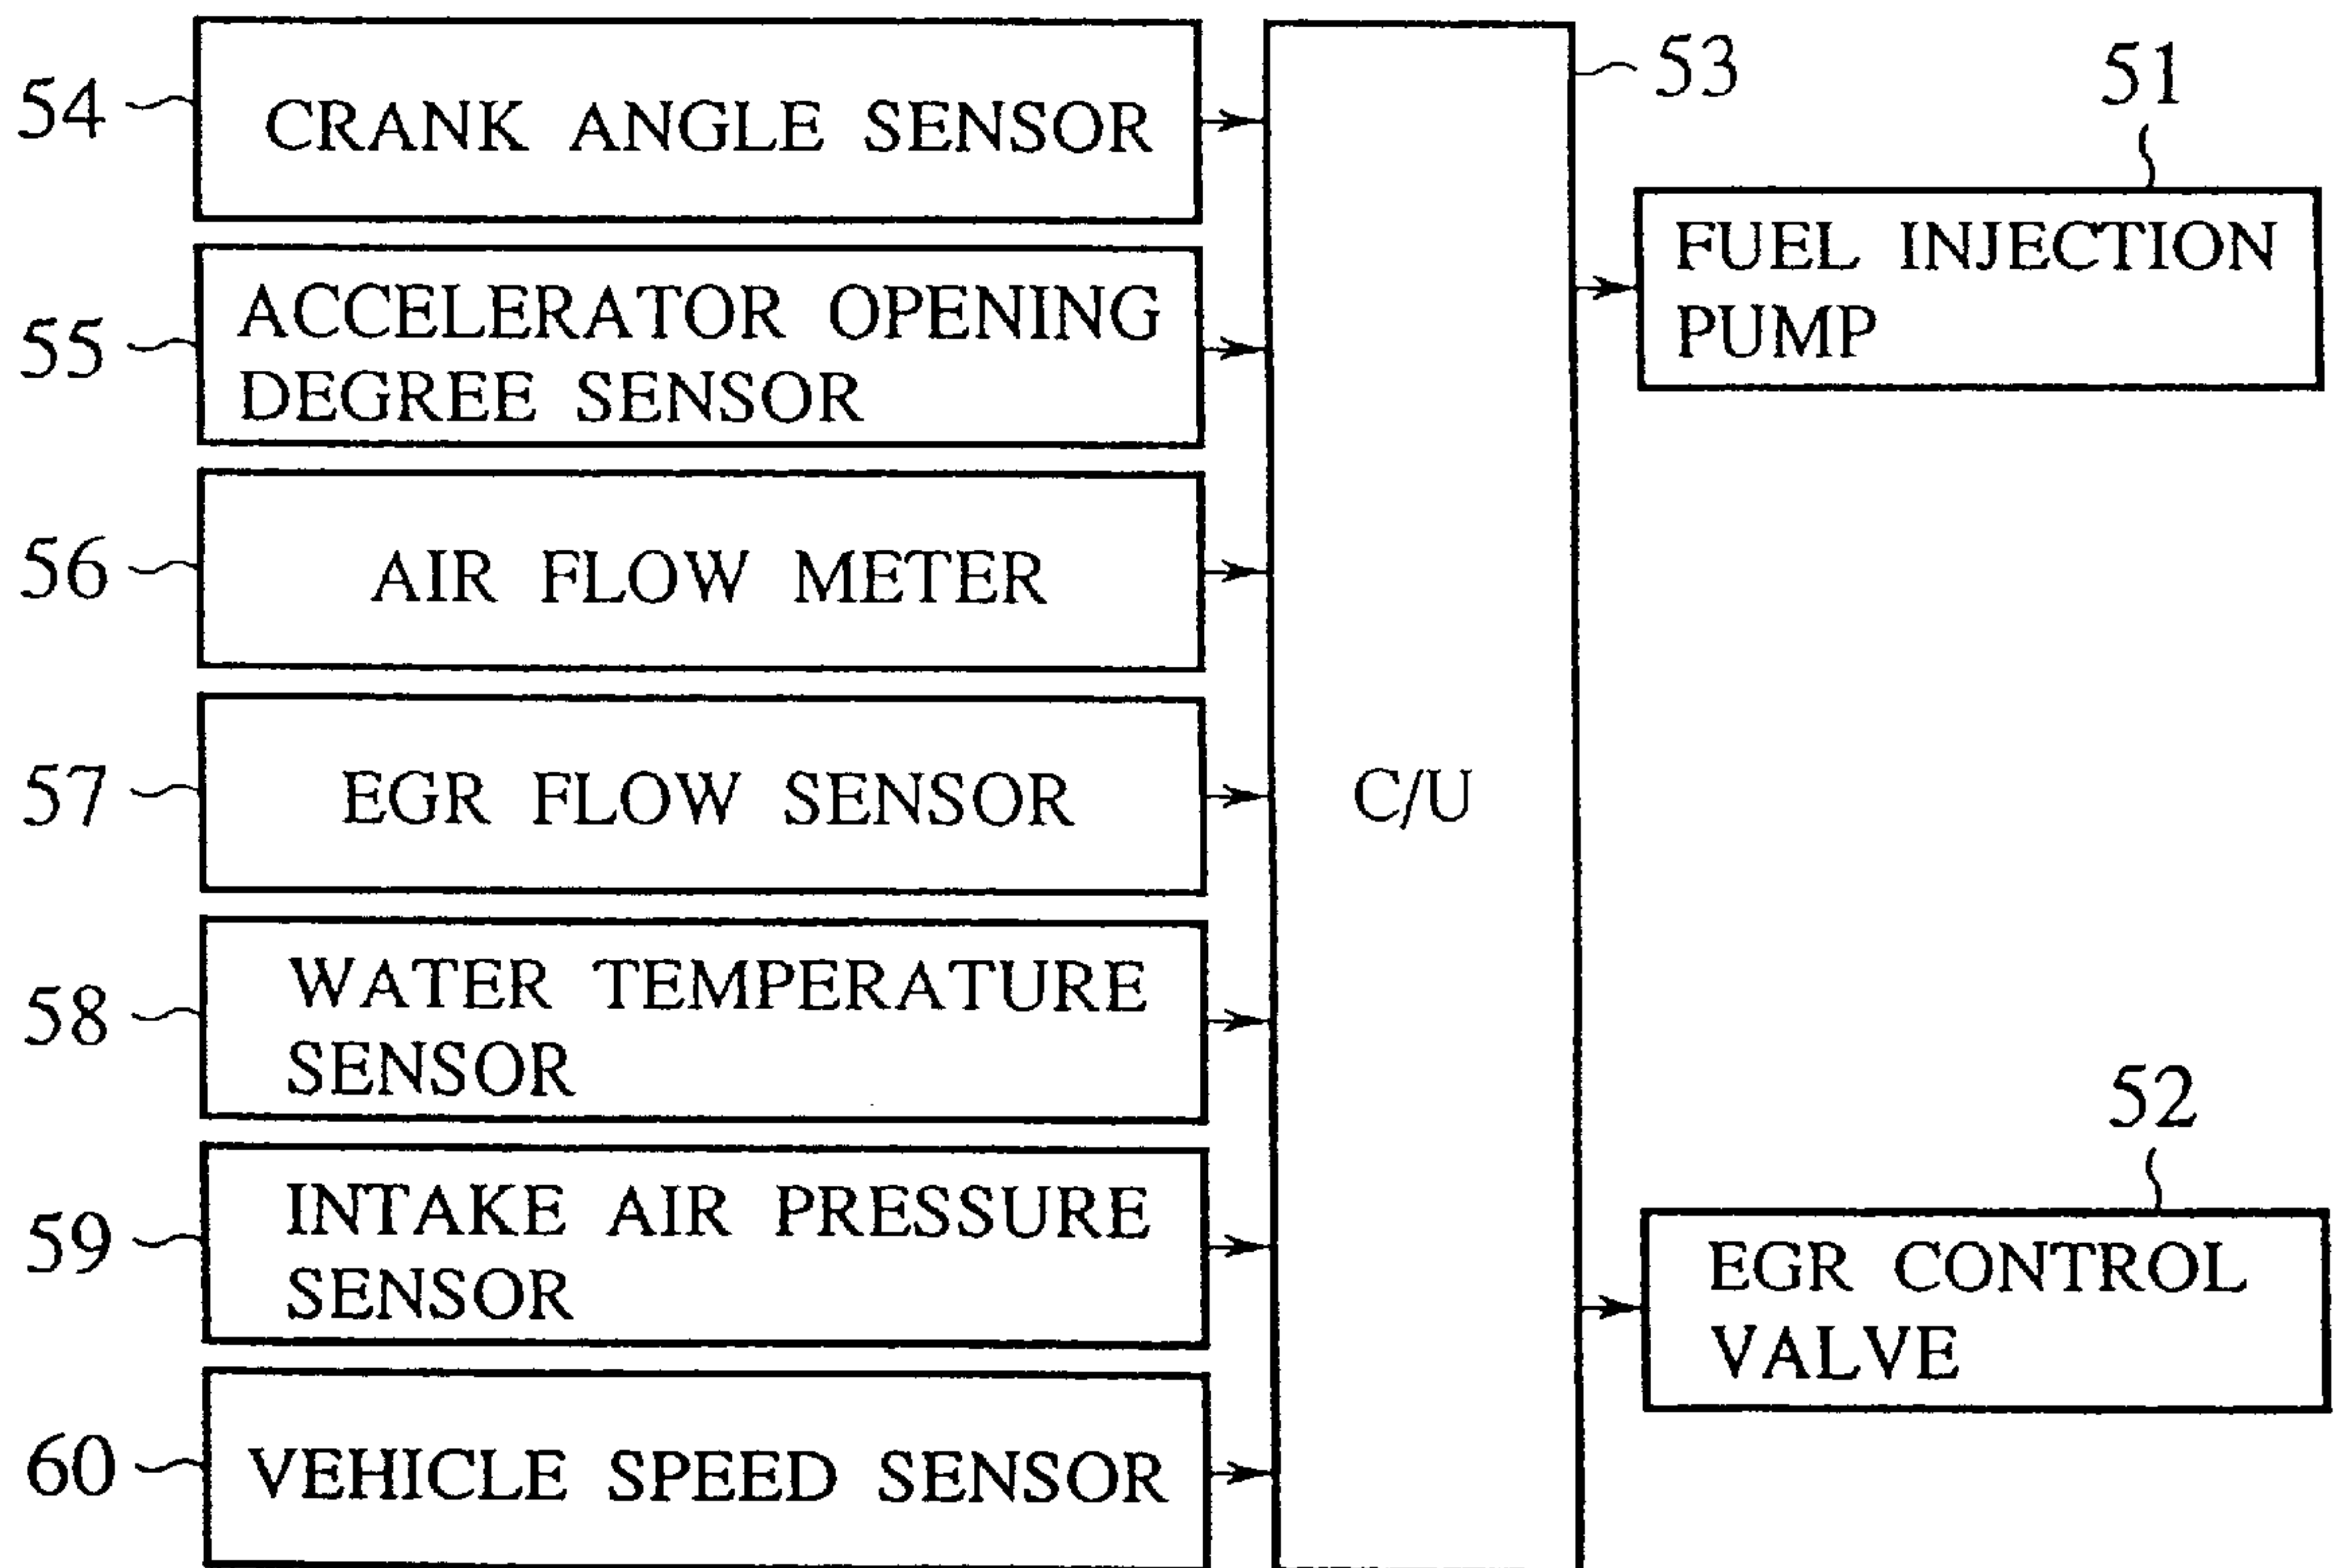 54
CRANK ANGLE SENSOR
55
ACCELERATOR OPENING
DEGREE SENSOR
56
AIR FLOW METER
57
EGR FLOW SENSOR
58
WATER TEMPERATURE
SENSOR
59
INTAKE AIR PRESSURE
SENSOR
60
VEHICLE SPEED SENSOR
53
C/U
51
FUEL INJECTION
PUMP
52
EGR CONTROL
VALVE